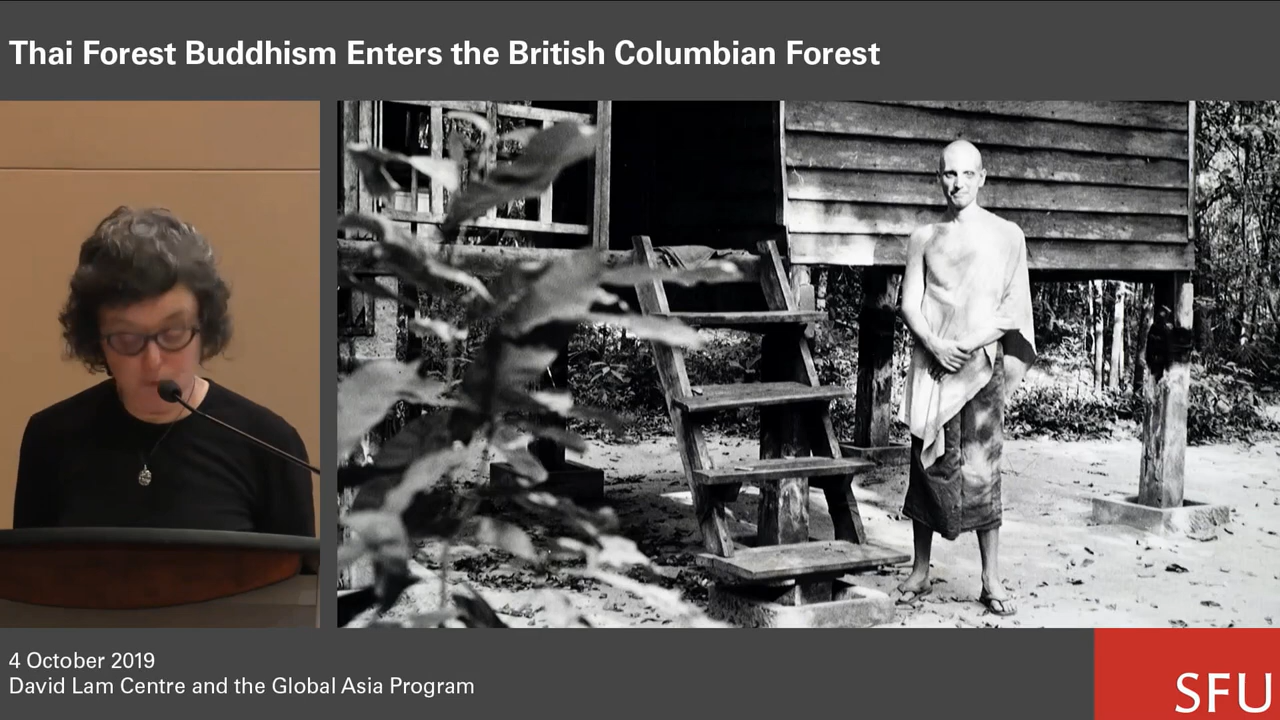 Thai Forest Buddhism Enters the British Columbian Forest
4 October 2019
David Lam Centre and the Global Asia Program
SFU